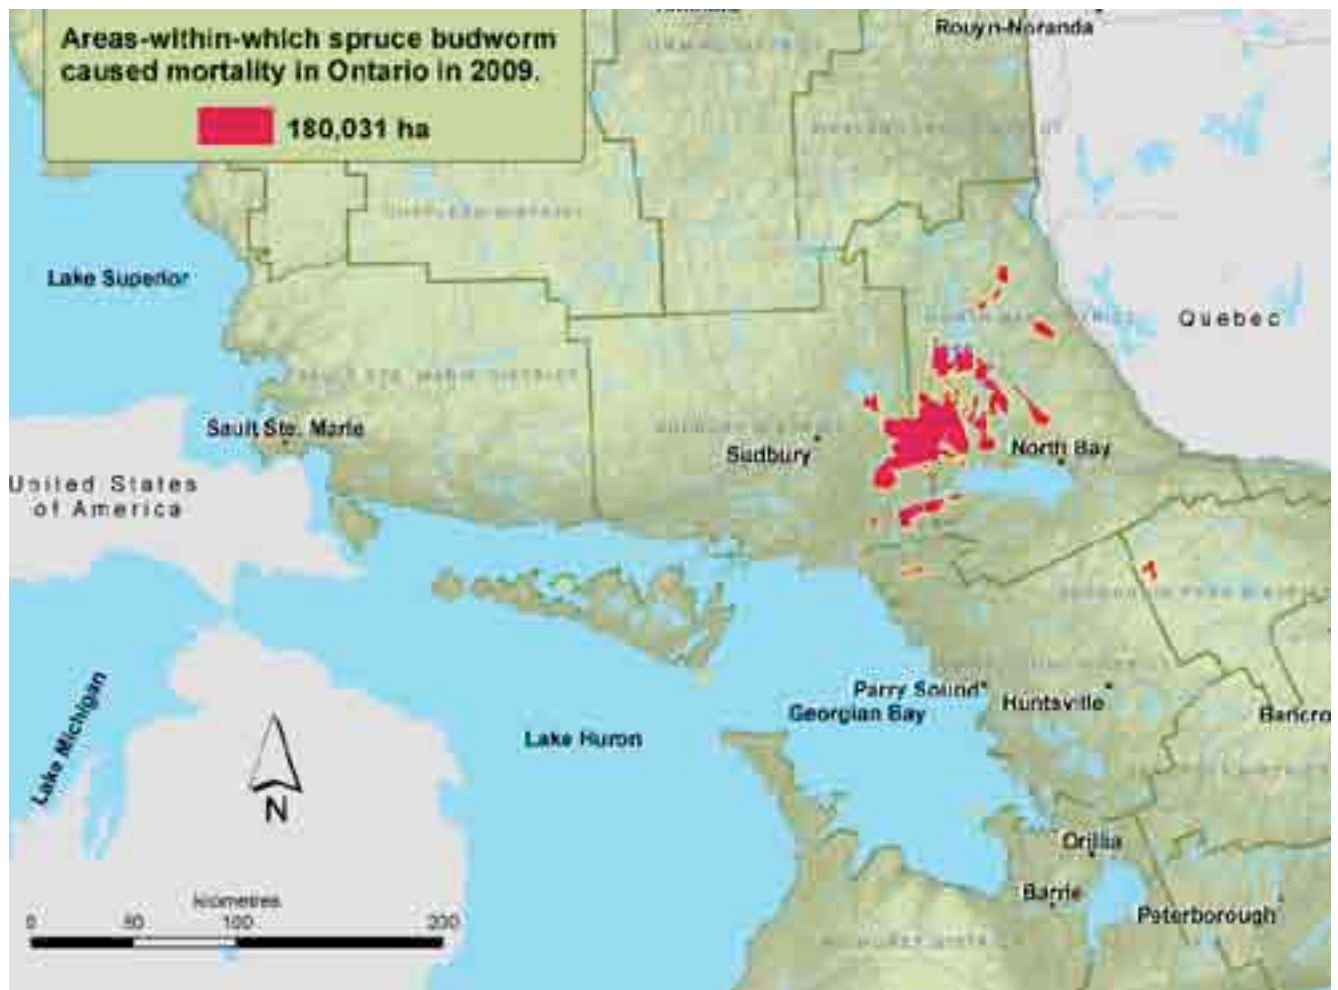 Rouyn-Noranda
Areas-within-which spruce budworm
caused mortality in Ontario in 2009.
180,031 ha
Lake Superior
Quebec
Sault Ste. Marie
Sudbury
North Bay
United States
of America
Parry Sound
Georgian Bay
Huntsville
Bancro
Lake Michigan
Lake Huron
N
Orillia
Barrie
Peterborough
kilometres
0 50 100 200